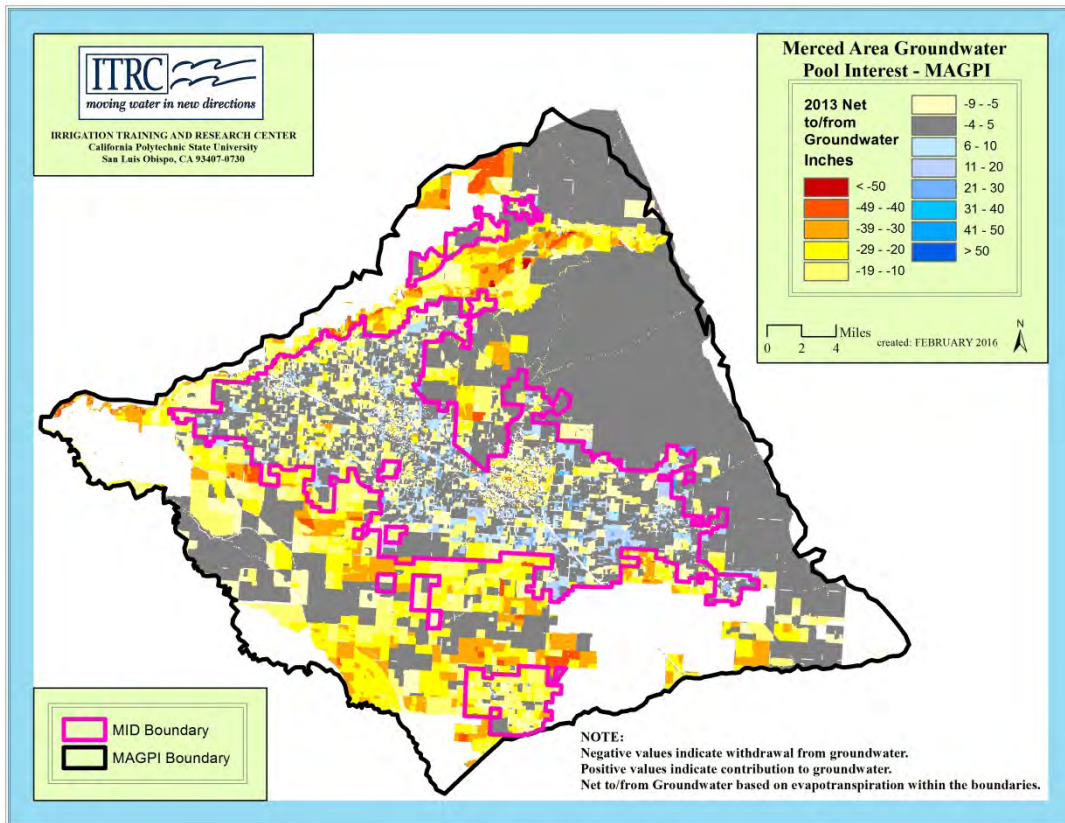 ITRC
moving water in new directions
IRRIGATION TRAINING AND RESEARCH CENTER
California Polytechnic State University
San Luis Obispo, CA 93407-0730
Merced Area Groundwater
Pool Interest - MAGPI
2013 Net
to/from
Groundwater
Inches
< -50
-49 - -40
-39 - -30
-29 - -20
-19 - -10
-9 - -5
-4 - 5
6 - 10
11 - 20
21 - 30
31 - 40
41 - 50
> 50
Miles
0 2 4
created: FEBRUARY 2016
N
MID Boundary
MAGPI Boundary
NOTE:
Negative values indicate withdrawal from groundwater.
Positive values indicate contribution to groundwater.
Net to/from Groundwater based on evapotranspiration within the boundaries.